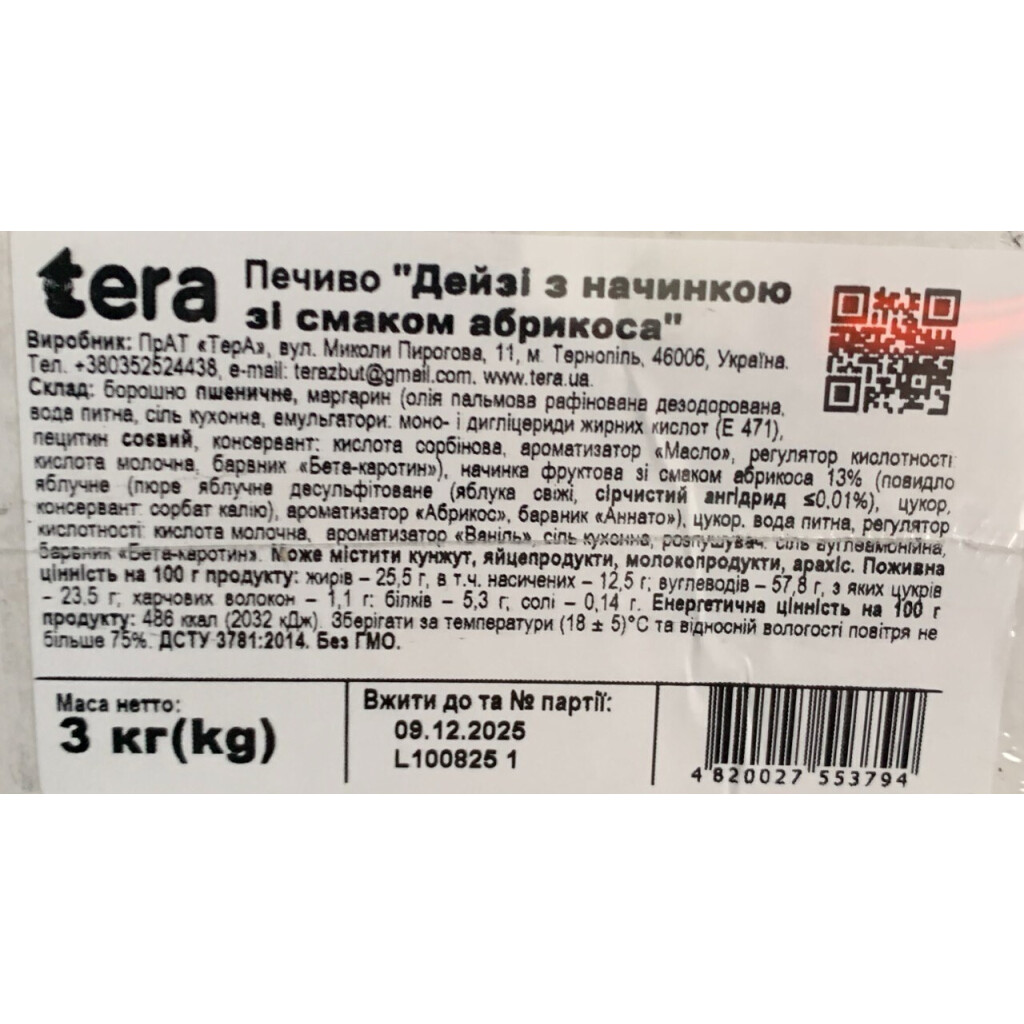 tera
Печиво "Дейзі з начинкою
зі смаком абрикоса"
Виробник: ПрАТ «ТерА», вул. Миколи Пирогова, 11, м. Тернопіль, 46006, Україна.
Тел. +380352524438, e-mail: terazbut@gmail.com. www.tera.ua.
Склад: борошно пшеничне, маргарин (олія пальмова рафінована дезодорована,
вода питна, сіль кухонна, емульгатори: моно- і дигліцериди жирних кислот (Е 471),
лецитин соєвий, консервант: кислота сорбінова, ароматизатор «Масло», регулятор кислотності
кислота молочна, барвник «Бета-каротин»), начинка фруктова зі смаком абрикоса 13% (повидло
яблучне (пюре яблучне десульфітоване (яблука свіжі, сірчистий ангідрид ≤0.01%), цукор,
консервант: сорбат калію), ароматизатор «Абрикос», барвник «Аннато»), цукор, вода питна, регулятор
кислотності кислота молочна, ароматизатор «Ваніль», сіль кухонна, розпушувач: сіль вуглеамонійна,
барвник «Бета-каротин». Може містити кунжут, яйцепродукти, молокопродукти, арахіс. Поживна
цінність на 100 г продукту: жирів – 25,5 г, в т.ч. насичених – 12,5 г; вуглеводів – 57,8 г, з яких цукрів
– 23,5 г; харчових волокон – 1,1 г; білків – 5,3 г; солі – 0,14 г. Енергетична цінність на 100 г
продукту: 486 ккал (2032 кДж). Зберігати за температури (18 ± 5)°С та відносній вологості повітря не
більше 75%. ДСТУ 3781:2014. Без ГМО.
Маса нетто:
3 кг(kg)
Вжити до та № партії:
09.12.2025
L100825 1
4 820027 553794